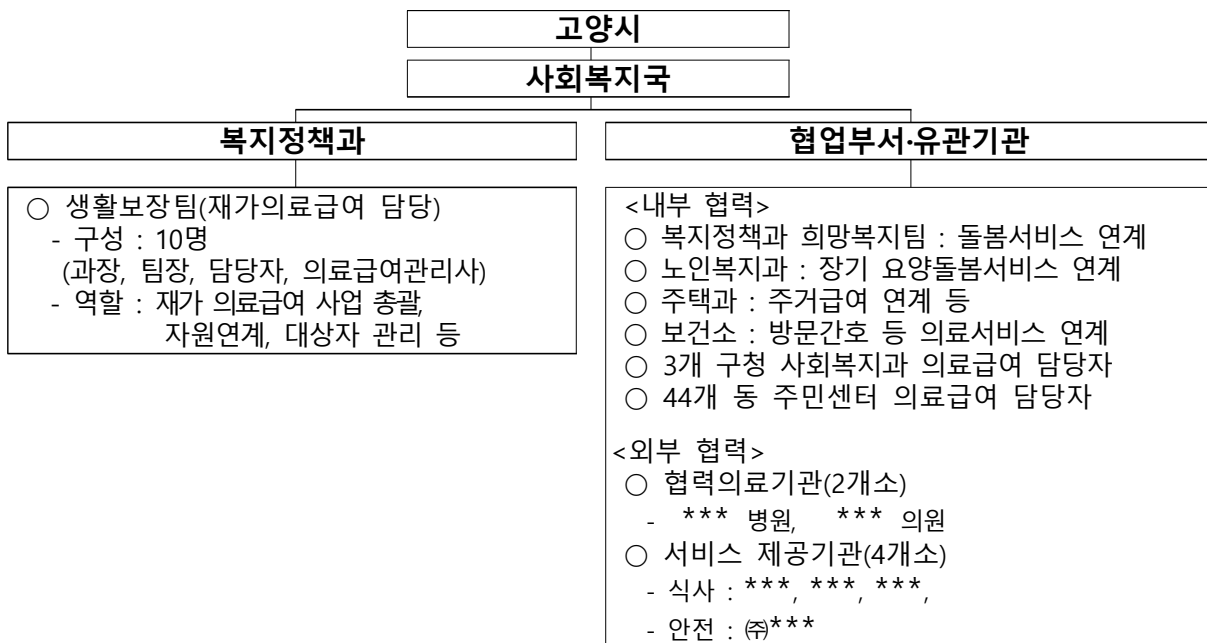 고양시
사회복지국
복지정책과
○ 생활보장팀(재가의료급여 담당)
- 구성 : 10명
(과장, 팀장, 담당자, 의료급여관리사)
- 역할 : 재가 의료급여 사업 총괄,
자원연계, 대상자 관리 등
협업부서·유관기관
<내부 협력>
○ 복지정책과 희망복지팀 : 돌봄서비스 연계
○ 노인복지과 : 장기 요양돌봄서비스 연계
○ 주택과 : 주거급여 연계 등
○ 보건소 : 방문간호 등 의료서비스 연계
○ 3개 구청 사회복지과 의료급여 담당자
○ 44개 동 주민센터 의료급여 담당자
<외부 협력>
○ 협력의료기관(2개소)
- *** 병원, *** 의원
○ 서비스 제공기관(4개소)
- 식사 : ***, ***, ***,
- 안전 : ㈜***